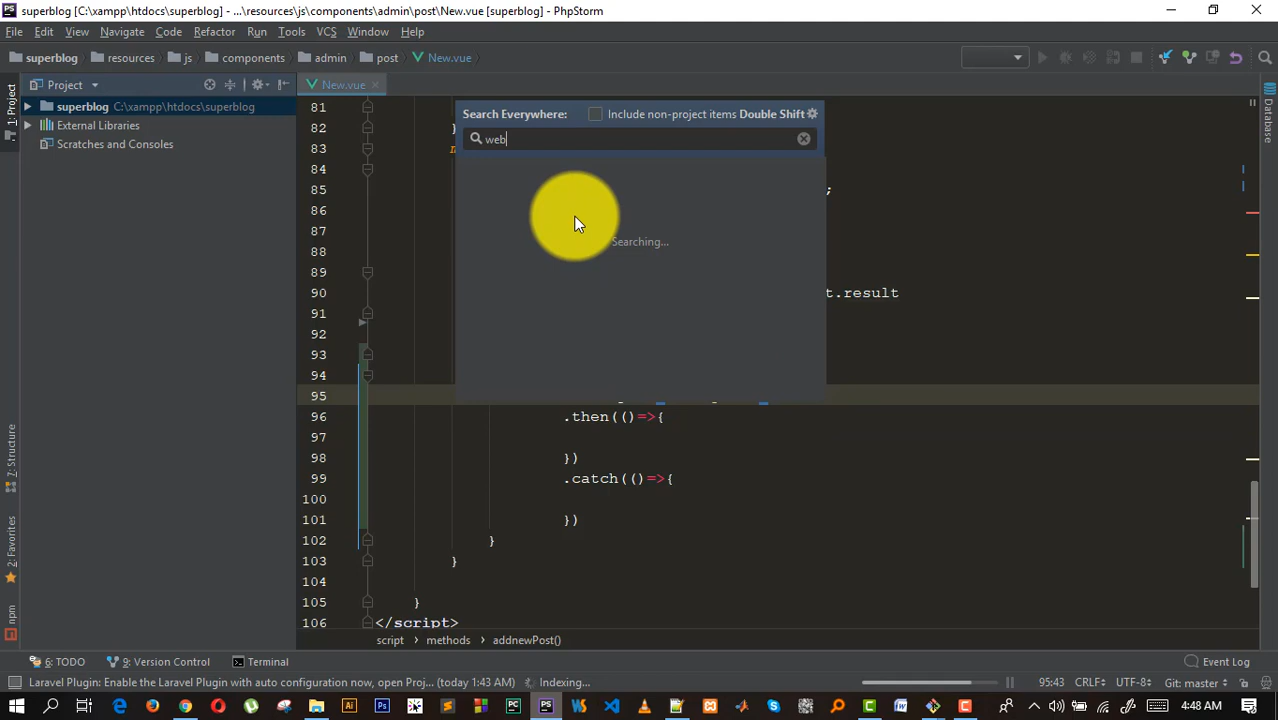 superblog [C:\xampp\htdocs\superblog] - ...\resources\js\components\admin\post\New.vue [superblog] - PhpStorm
File Edit View Navigate Code Refactor Run Tools VCS Window Help
superblog resources js components admin post New.vue
Project New.vue
superblog C:\xampp\htdocs\superblog
External Libraries
Scratches and Consoles
1: Project
7: Structure
2: Favorites
npm
Database
Search Everywhere: Include non-project items Double Shift
web
Searching...
81
82 }
83
84
85 ;
86
87
88
89
90 t.result
91
92
93
94
95
96 .then(()=>{
97
98 })
99 .catch(()=>{
100
101 })
102 }
103 }
104
105 }
106 </script>
script › methods › addnewPost()
6: TODO 9: Version Control Terminal Event Log
Laravel Plugin: Enable the Laravel Plugin with auto configuration now, open Proj... (today 1:43 AM) Indexing... 95:43 CRLF÷ UTF-8÷ Git: master÷
4:48 AM